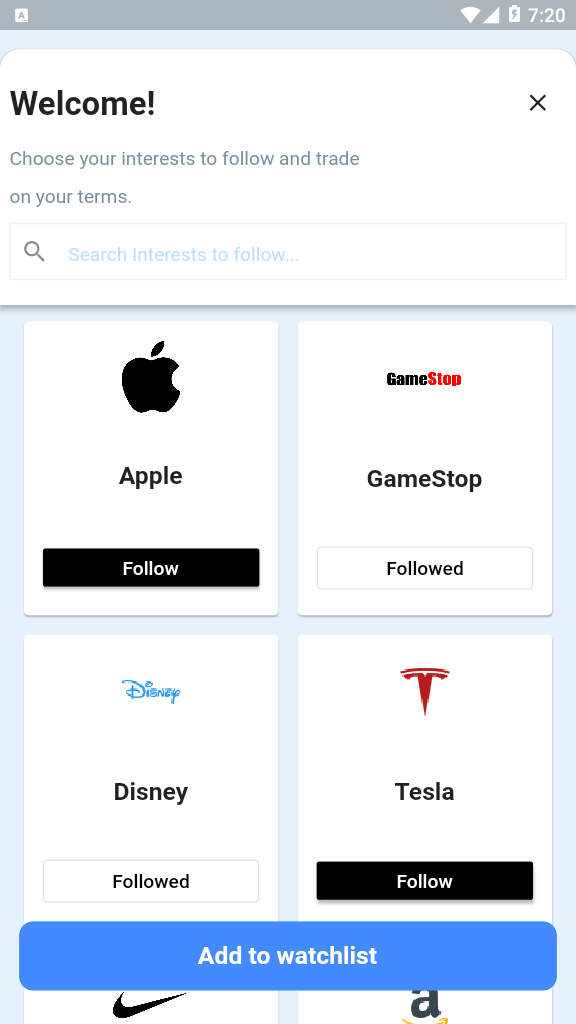 A
7:20
Welcome!
Choose your interests to follow and trade
on your terms.
Search Interests to follow...
GameStop
Apple
GameStop
Follow
Followed
Disney
Disney
Tesla
Followed
Follow
Add to watchlist
a